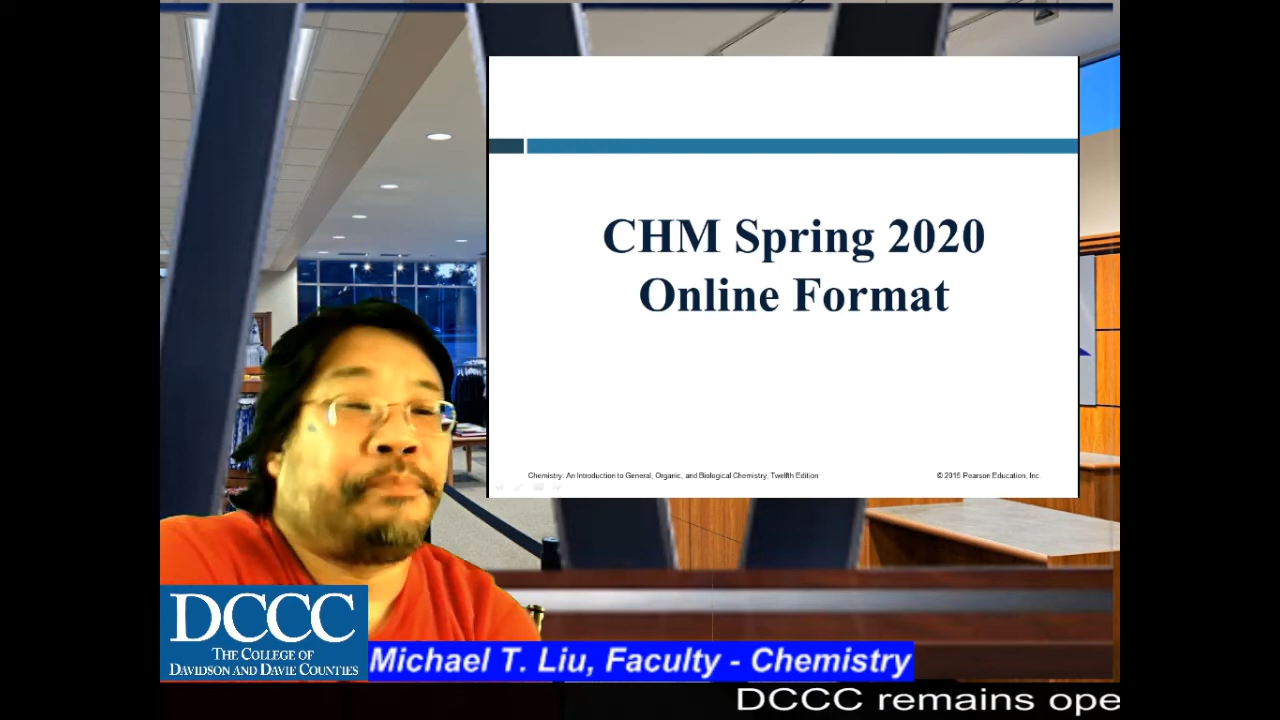 CHM Spring 2020
Online Format
Chemistry: An Introduction to General, Organic, and Biological Chemistry, Twelfth Edition
© 2015 Pearson Education, Inc.
DCCC
THE COLLEGE OF
DAVIDSON AND DAVIE COUNTIES
Michael T. Liu, Faculty - Chemistry
DCCC remains ope